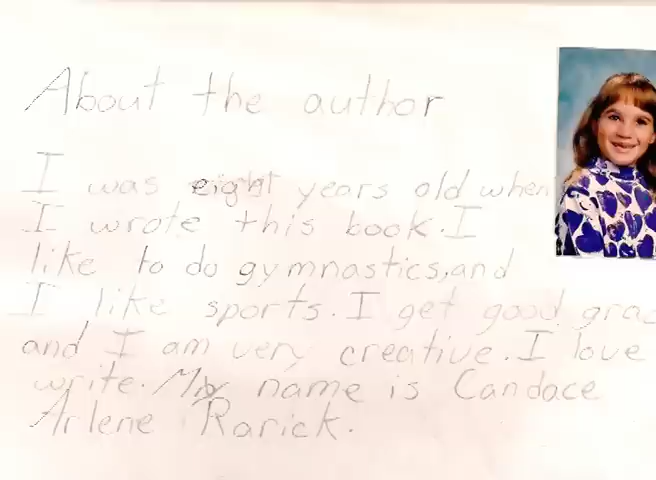 About the author
I was eight years old when
I wrote this book. I
like to do gymnastics, and
I like sports. I get good grac
and I am very creative. I love
write. My name is Candace
Arlene Rarick.